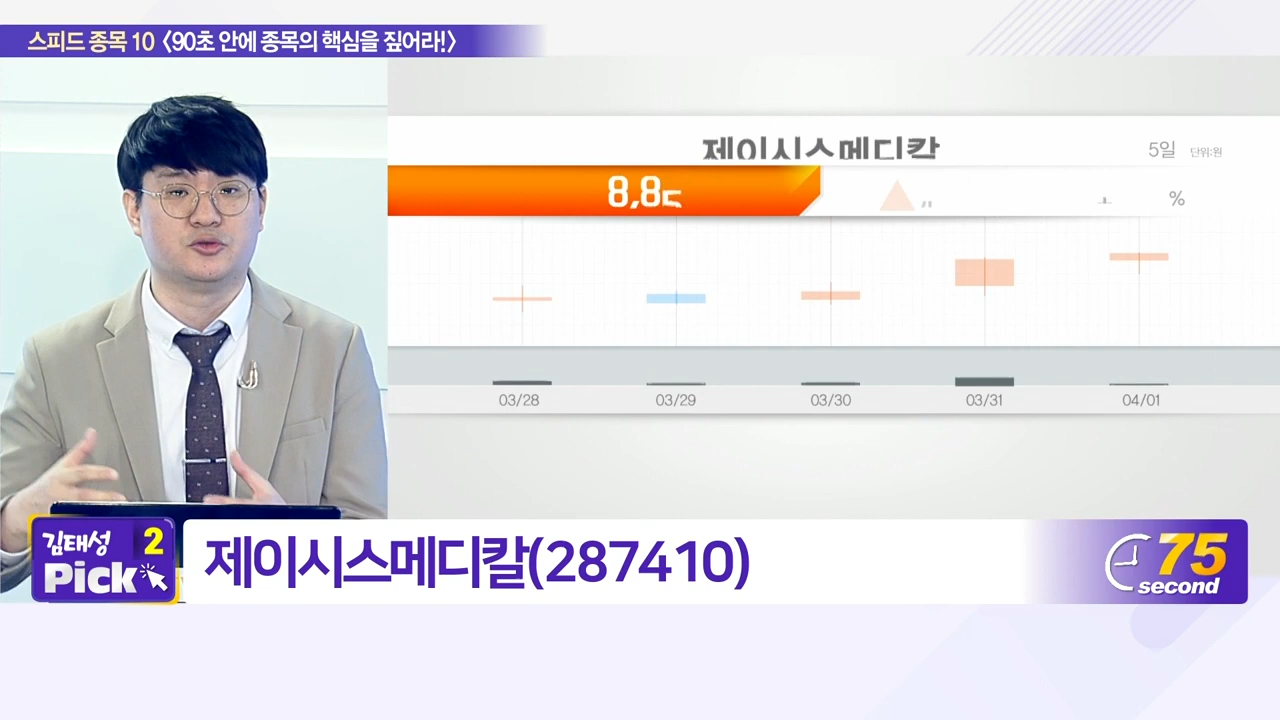 스피드 종목 10 〈90초 안에 종목의 핵심을 짚어라!〉
제이시스메디칼
5일 단위:원
%
03/28 03/29 03/30 03/31 04/01
김태성 2
Pick
제이시스메디칼(287410)
75
second